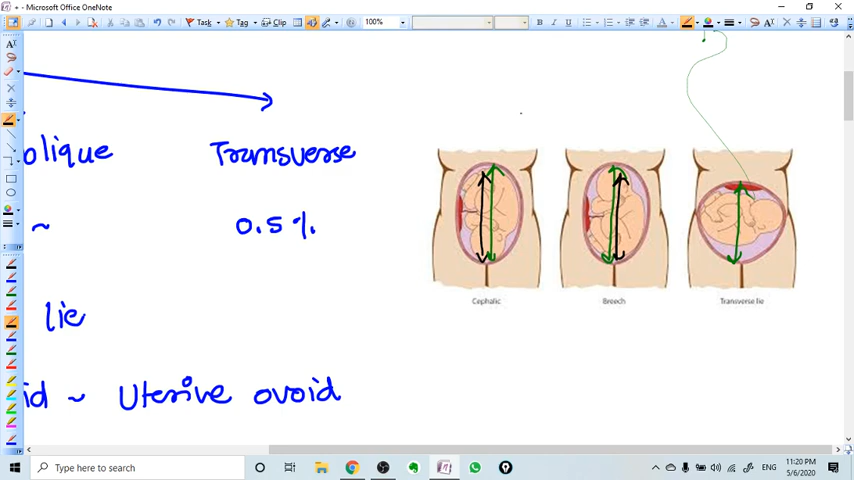 - Microsoft Office OneNote
Task
Tag
Clip
100%
B I U
A
oblique Transverse
~ 0.5 %.
lie
id ~ Uterive ovoid
Cephalic Breech Transverse lie
Type here to search
ENG
11:20 PM
5/6/2020